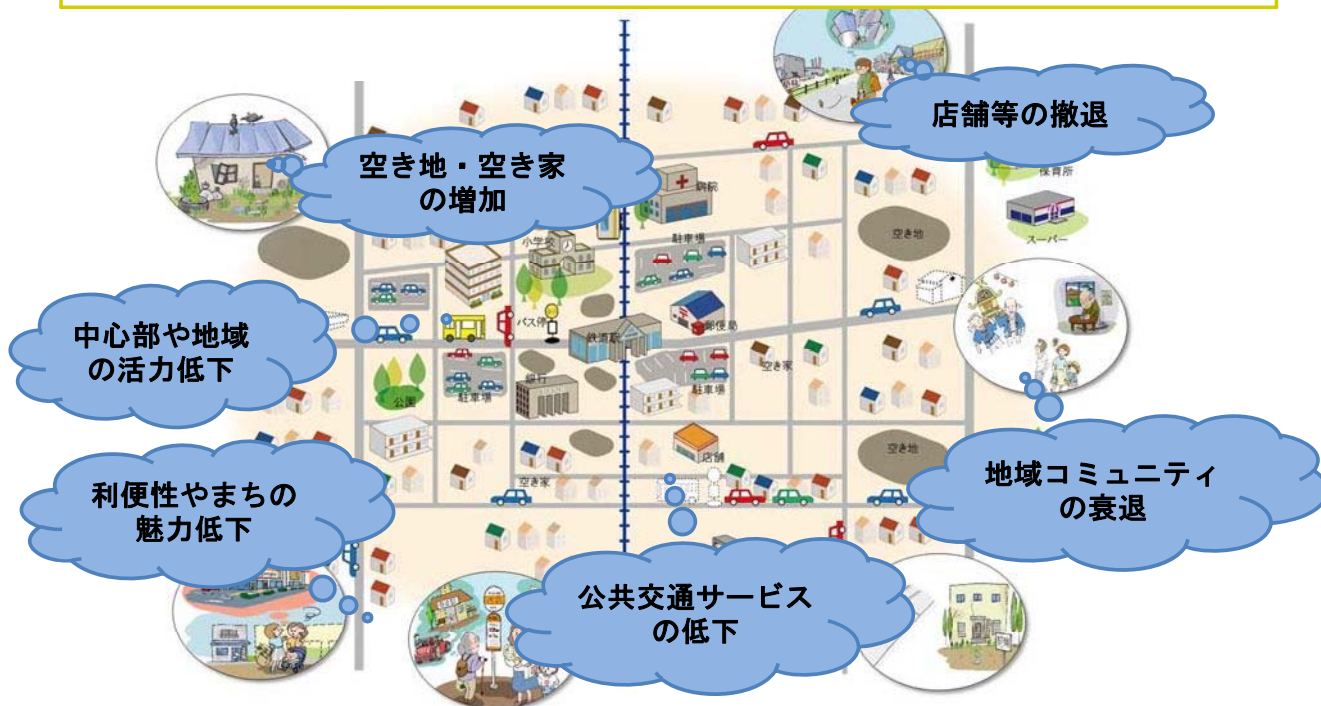 店舗等の撤退
空き地・空き家
の増加
保育所
病院
スーパー
小学校
駐車場
空き地
中心部や地域
の活力低下
バス停
鉄道駅
郵便局
銀行
公園
駐車場
駐車場
空き家
店舗
空き地
空き家
利便性やまちの
魅力低下
地域コミュニティ
の衰退
公共交通サービス
の低下